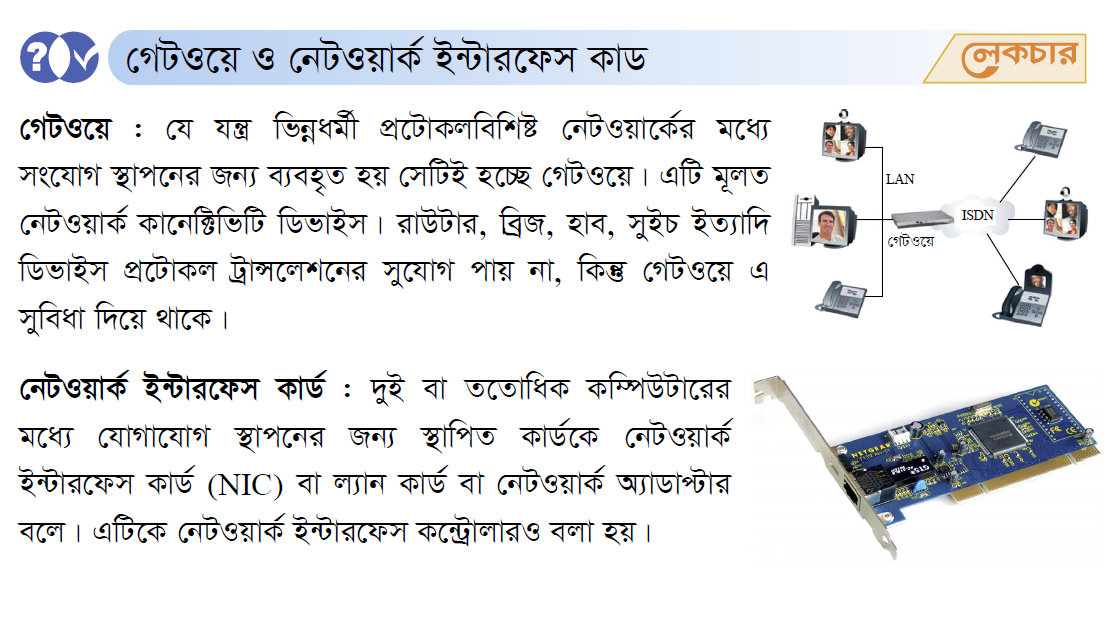 গেটওয়ে ও নেটওয়ার্ক ইন্টারফেস কাড
লেকচার
গেটওয়ে : যে যন্ত্র ভিন্নধর্মী প্রটোকলবিশিষ্ট নেটওয়ার্কের মধ্যে
সংযোগ স্থাপনের জন্য ব্যবহৃত হয় সেটিই হচ্ছে গেটওয়ে। এটি মূলত
নেটওয়ার্ক কানেক্টিভিটি ডিভাইস। রাউটার, ব্রিজ, হাব, সুইচ ইত্যাদি
ডিভাইস প্রটোকল ট্রান্সলেশনের সুযোগ পায় না, কিন্তু গেটওয়ে এ
সুবিধা দিয়ে থাকে।
LAN
ISDN
গেটওয়ে
নেটওয়ার্ক ইন্টারফেস কার্ড : দুই বা ততোধিক কম্পিউটারের
মধ্যে যোগাযোগ স্থাপনের জন্য স্থাপিত কার্ডকে নেটওয়ার্ক
ইন্টারফেস কার্ড (NIC) বা ল্যান কার্ড বা নেটওয়ার্ক অ্যাডাপ্টার
বলে। এটিকে নেটওয়ার্ক ইন্টারফেস কন্ট্রোলারও বলা হয়।
NETGEAR